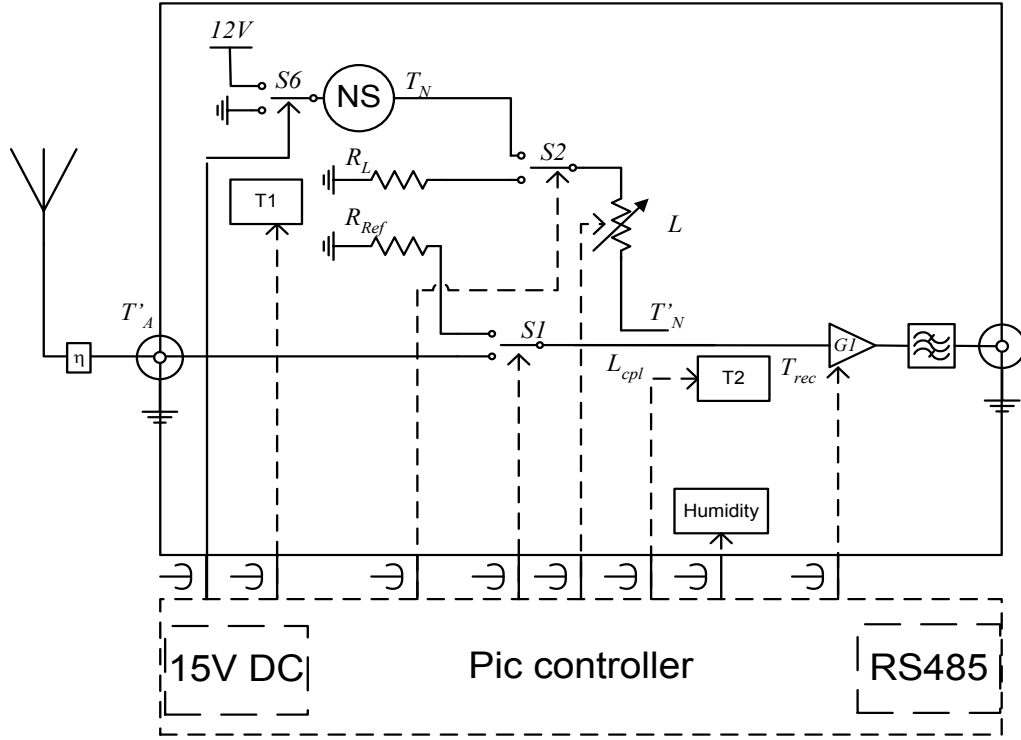 12V
S6
NS
T_N
S2
R_L
T1
R_Ref
L
T'_A
T'_N
S1
η
L_cpl
T2
T_rec
G1
Humidity
15V DC
Pic controller
RS485